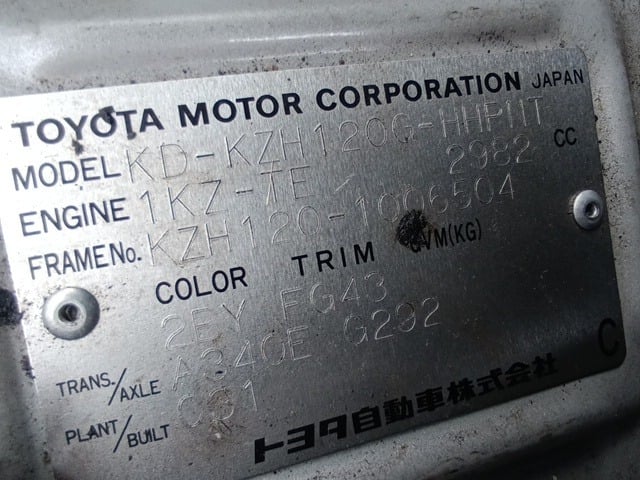 TOYOTA MOTOR CORPORATION JAPAN
MODEL KD-KZH120G-HHPNT
ENGINE 1KZ-TE 2982 CC
FRAME No. KZH120-1006504
COLOR TRIM GVM(KG)
2EY FG43
TRANS./AXLE A340E G292
PLANT/BUILT C31
C
トヨタ自動車株式会社